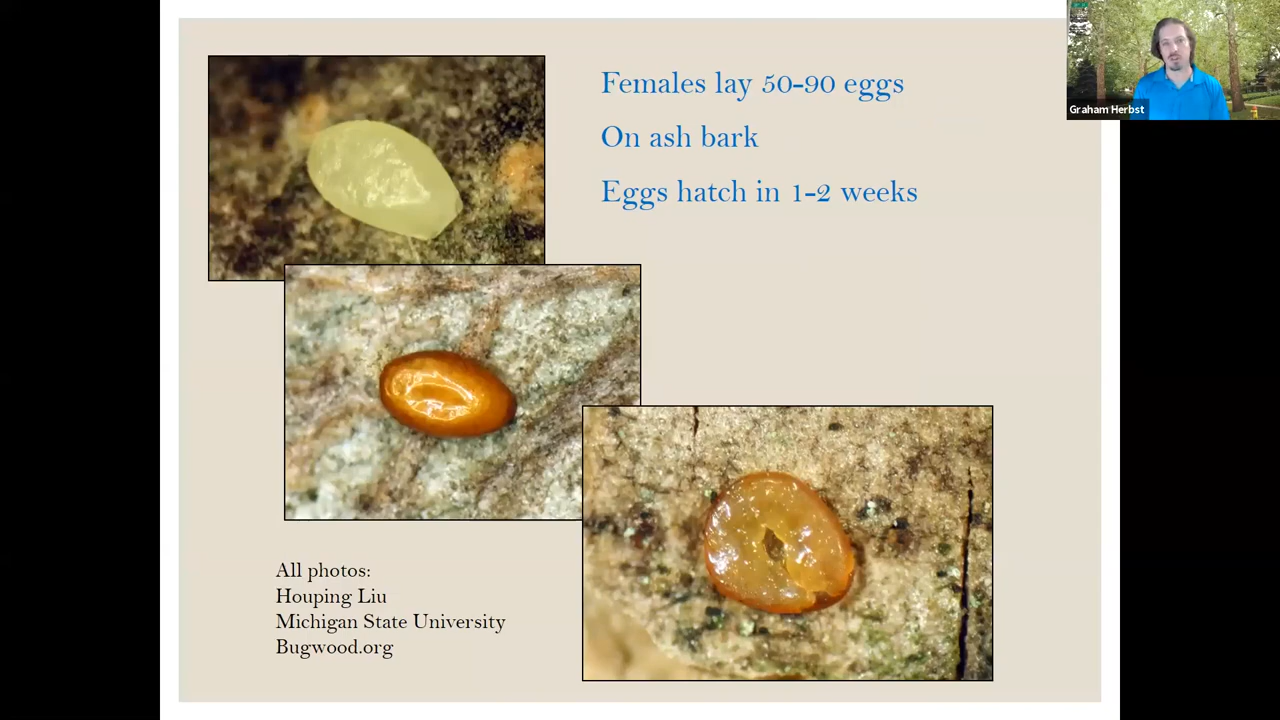 Females lay 50-90 eggs
On ash bark
Eggs hatch in 1-2 weeks
Graham Herbst
All photos:
Houping Liu
Michigan State University
Bugwood.org